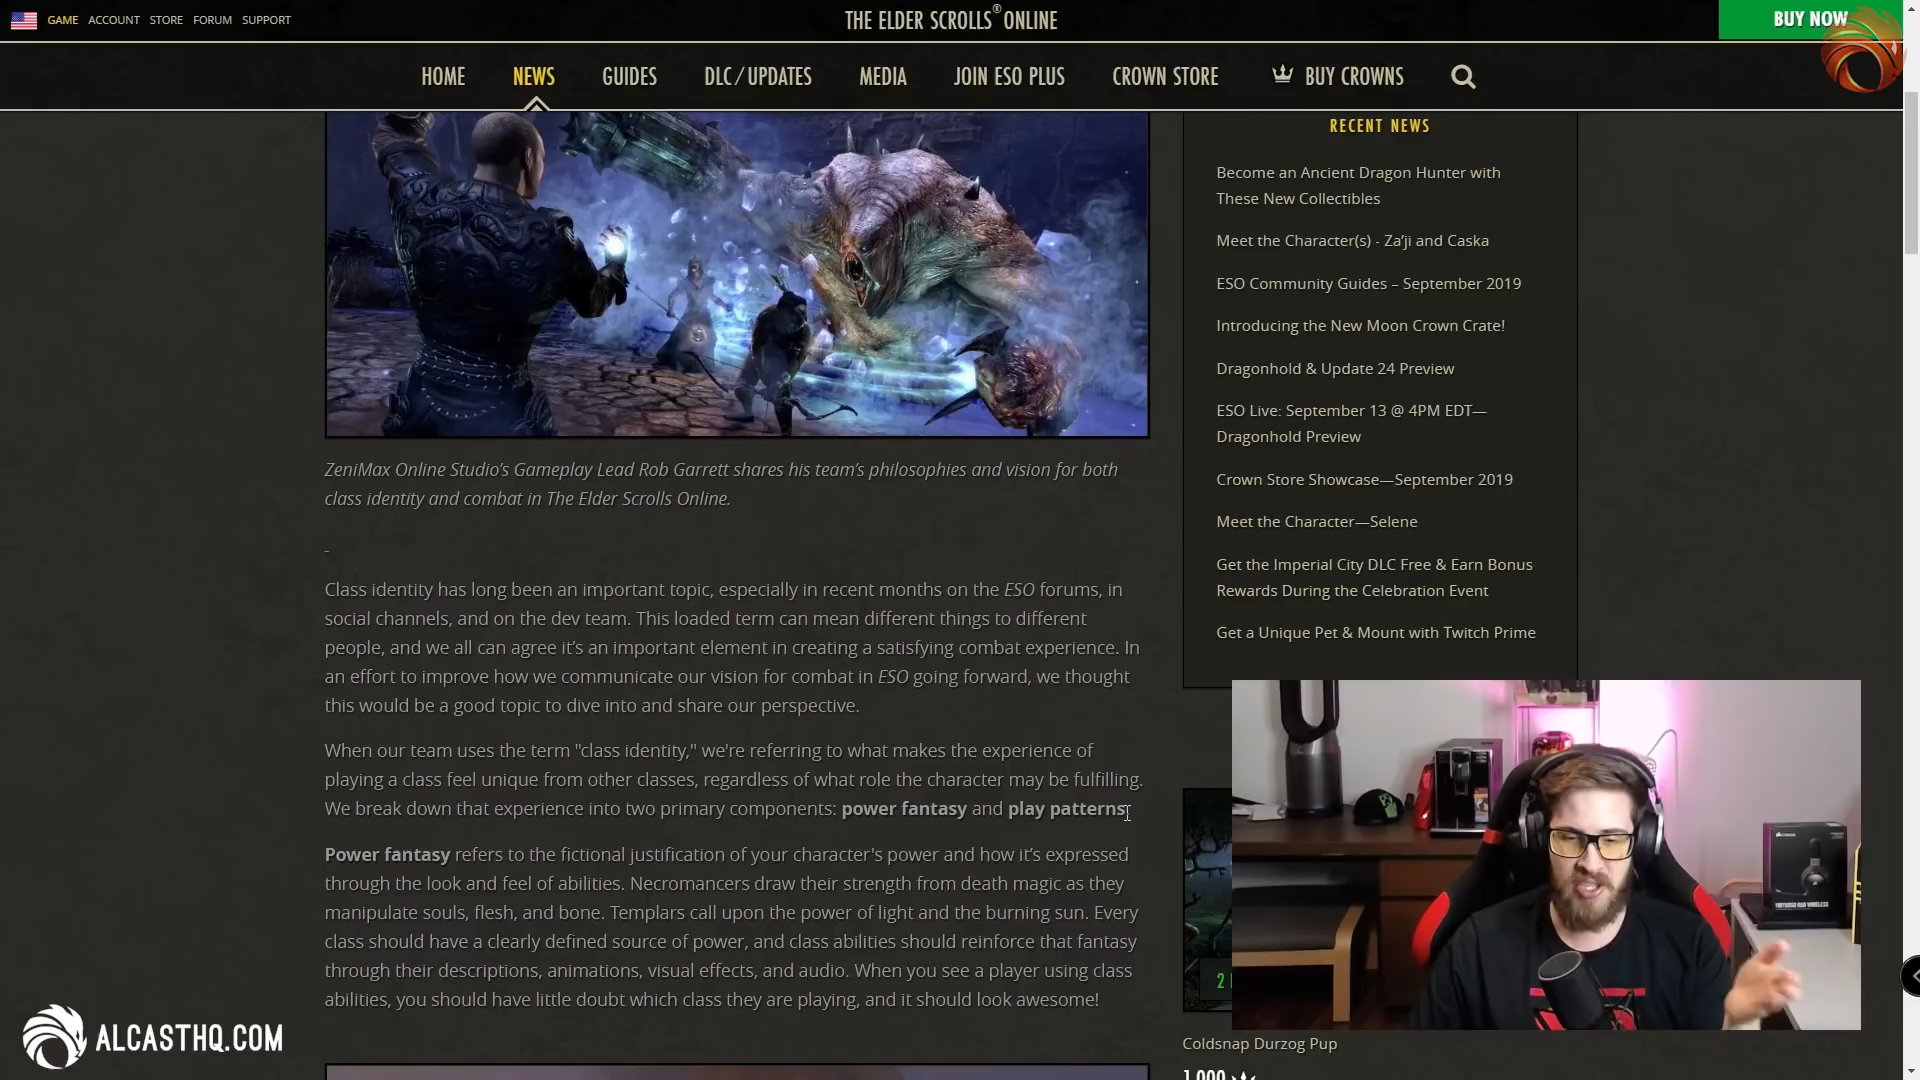 GAME ACCOUNT STORE FORUM SUPPORT
THE ELDER SCROLLS® ONLINE
BUY NOW
HOME NEWS GUIDES DLC/UPDATES MEDIA JOIN ESO PLUS CROWN STORE BUY CROWNS
ZeniMax Online Studio’s Gameplay Lead Rob Garrett shares his team’s philosophies and vision for both
class identity and combat in The Elder Scrolls Online.
-
Class identity has long been an important topic, especially in recent months on the ESO forums, in
social channels, and on the dev team. This loaded term can mean different things to different
people, and we all can agree it’s an important element in creating a satisfying combat experience. In
an effort to improve how we communicate our vision for combat in ESO going forward, we thought
this would be a good topic to dive into and share our perspective.
When our team uses the term "class identity," we're referring to what makes the experience of
playing a class feel unique from other classes, regardless of what role the character may be fulfilling.
We break down that experience into two primary components: power fantasy and play patterns.
Power fantasy refers to the fictional justification of your character's power and how it’s expressed
through the look and feel of abilities. Necromancers draw their strength from death magic as they
manipulate souls, flesh, and bone. Templars call upon the power of light and the burning sun. Every
class should have a clearly defined source of power, and class abilities should reinforce that fantasy
through their descriptions, animations, visual effects, and audio. When you see a player using class
abilities, you should have little doubt which class they are playing, and it should look awesome!
RECENT NEWS
Become an Ancient Dragon Hunter with
These New Collectibles
Meet the Character(s) - Za’ji and Caska
ESO Community Guides – September 2019
Introducing the New Moon Crown Crate!
Dragonhold & Update 24 Preview
ESO Live: September 13 @ 4PM EDT—
Dragonhold Preview
Crown Store Showcase—September 2019
Meet the Character—Selene
Get the Imperial City DLC Free & Earn Bonus
Rewards During the Celebration Event
Get a Unique Pet & Mount with Twitch Prime
2
Coldsnap Durzog Pup
1,000
ALCASTHQ.COM